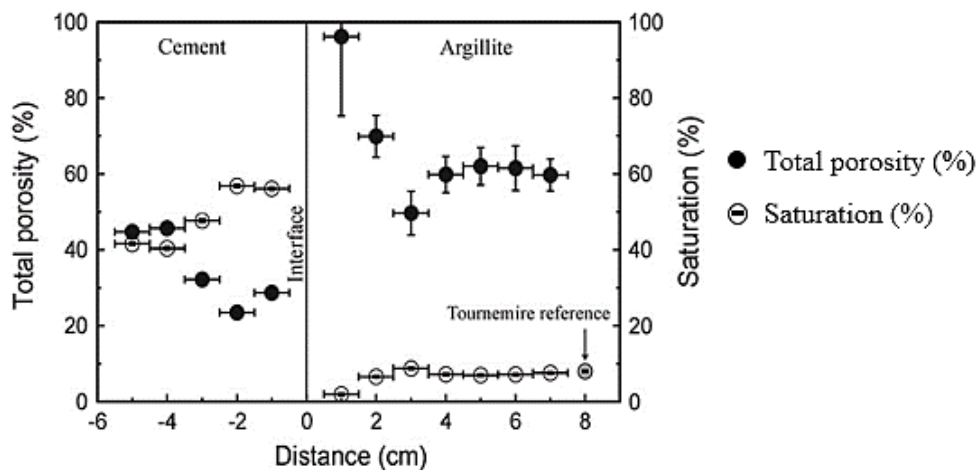 Cement
Argillite
Interface
Tournemire reference
Total porosity (%)
100
80
60
40
20
0
Saturation (%)
100
80
60
40
20
0
-6
-4
-2
0
2
4
6
8
Distance (cm)
Total porosity (%)
Saturation (%)